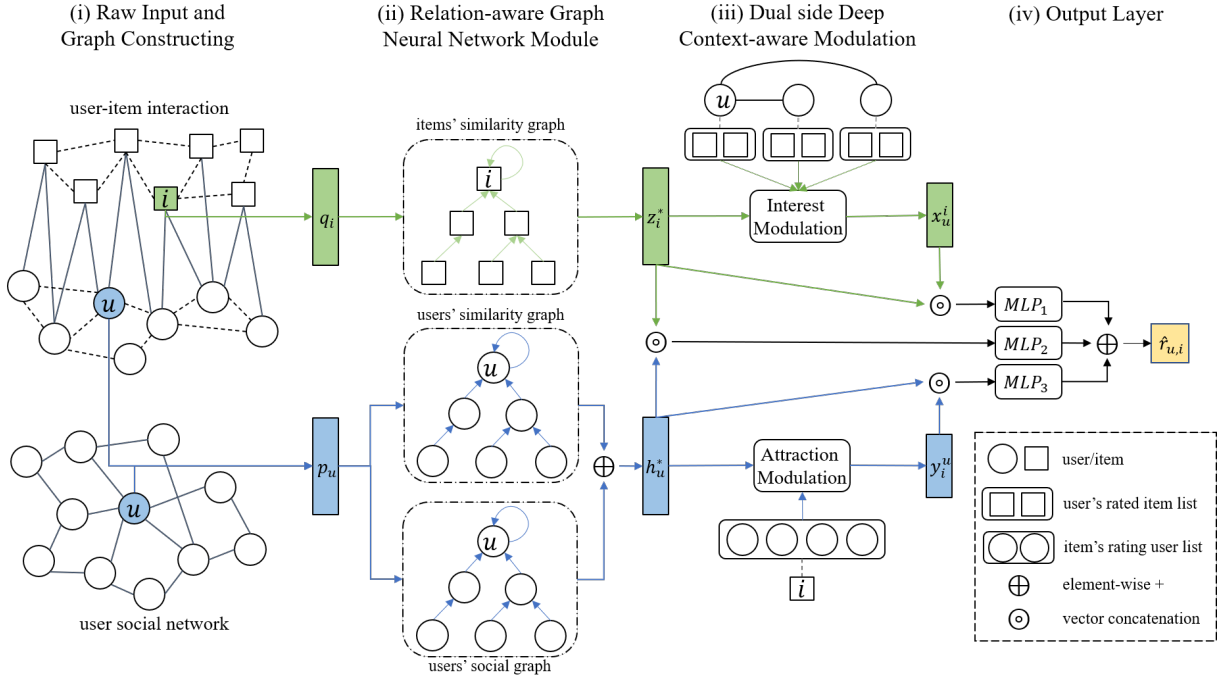 (i) Raw Input and
Graph Constructing
(ii) Relation-aware Graph
Neural Network Module
(iii) Dual side Deep
Context-aware Modulation
(iv) Output Layer
user-item interaction
i
u
user social network
u
q_i
p_u
items' similarity graph
i
users' similarity graph
u
u
users' social graph
z_i^*
h_u^*
u
Interest
Modulation
x_u^i
Attraction
Modulation
y_i^u
i
MLP_1
MLP_2
MLP_3
r̂_{u,i}
user/item
user's rated item list
item's rating user list
element-wise +
vector concatenation